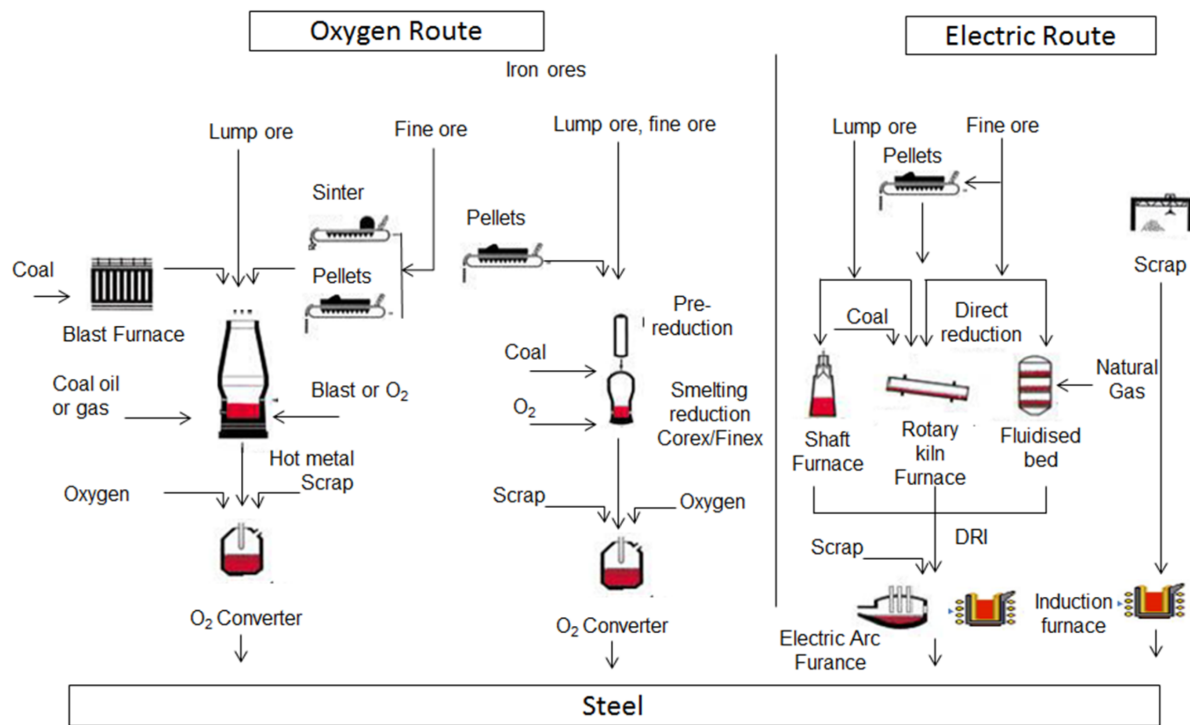 Oxygen Route
Electric Route
Iron ores
Lump ore
Fine ore
Lump ore, fine ore
Lump ore
Fine ore
Pellets
Sinter
Pellets
Coal
Pellets
Scrap
Blast Furnace
Pre-
reduction
Coal
Direct
reduction
Coal
Coal oil
or gas
Blast or O₂
O₂
Smelting
reduction
Corex/Finex
Natural
Gas
Shaft
Furnace
Rotary
kiln
Furnace
Fluidised
bed
Hot metal
Scrap
Oxygen
Scrap
Oxygen
DRI
Scrap
O₂ Converter
O₂ Converter
Electric Arc
Furance
Induction
furnace
Steel